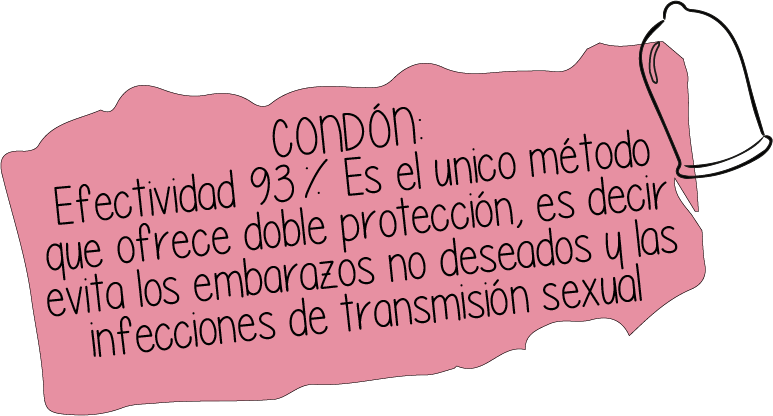 CONDÓN:
Efectividad 93% Es el unico método
que ofrece doble protección, es decir
evita los embarazos no deseados y las
infecciones de transmisión sexual